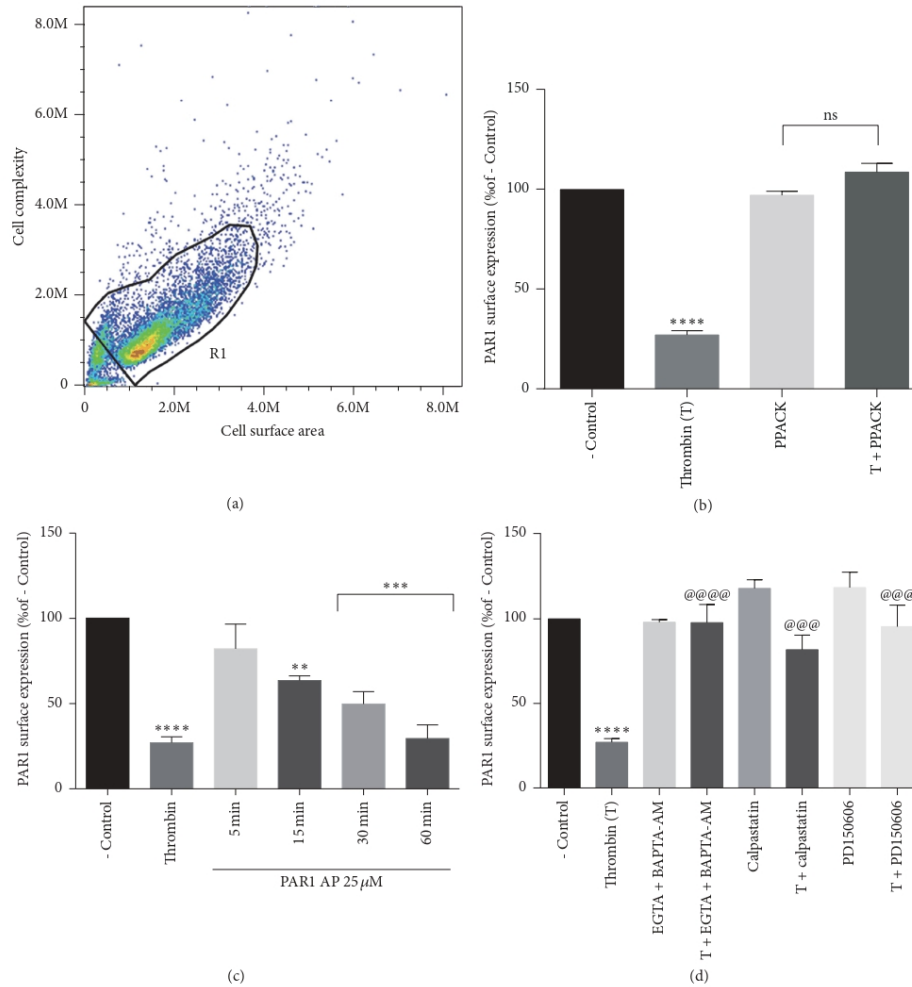 8.0M
6.0M
4.0M
2.0M
0
Cell complexity
R1
0
2.0M
4.0M
6.0M
8.0M
Cell surface area
(a)
150
100
50
0
PAR1 surface expression (%of - Control)
ns
****
- Control
Thrombin (T)
PPACK
T + PPACK
(b)
150
100
50
0
PAR1 surface expression (%of - Control)
****
**
***
- Control
Thrombin
5 min
15 min
30 min
60 min
PAR1 AP 25 μM
(c)
150
100
50
0
PAR1 surface expression (%of - Control)
****
@@@@
@@@
@@@
- Control
Thrombin (T)
EGTA + BAPTA-AM
T + EGTA + BAPTA-AM
Calpastatin
T + calpastatin
PD150606
T + PD150606
(d)